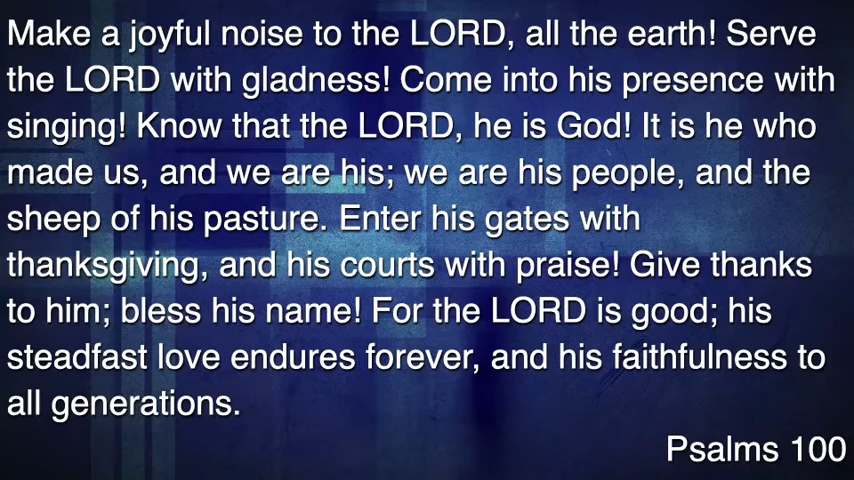 Make a joyful noise to the LORD, all the earth! Serve
the LORD with gladness! Come into his presence with
singing! Know that the LORD, he is God! It is he who
made us, and we are his; we are his people, and the
sheep of his pasture. Enter his gates with
thanksgiving, and his courts with praise! Give thanks
to him; bless his name! For the LORD is good; his
steadfast love endures forever, and his faithfulness to
all generations.
Psalms 100